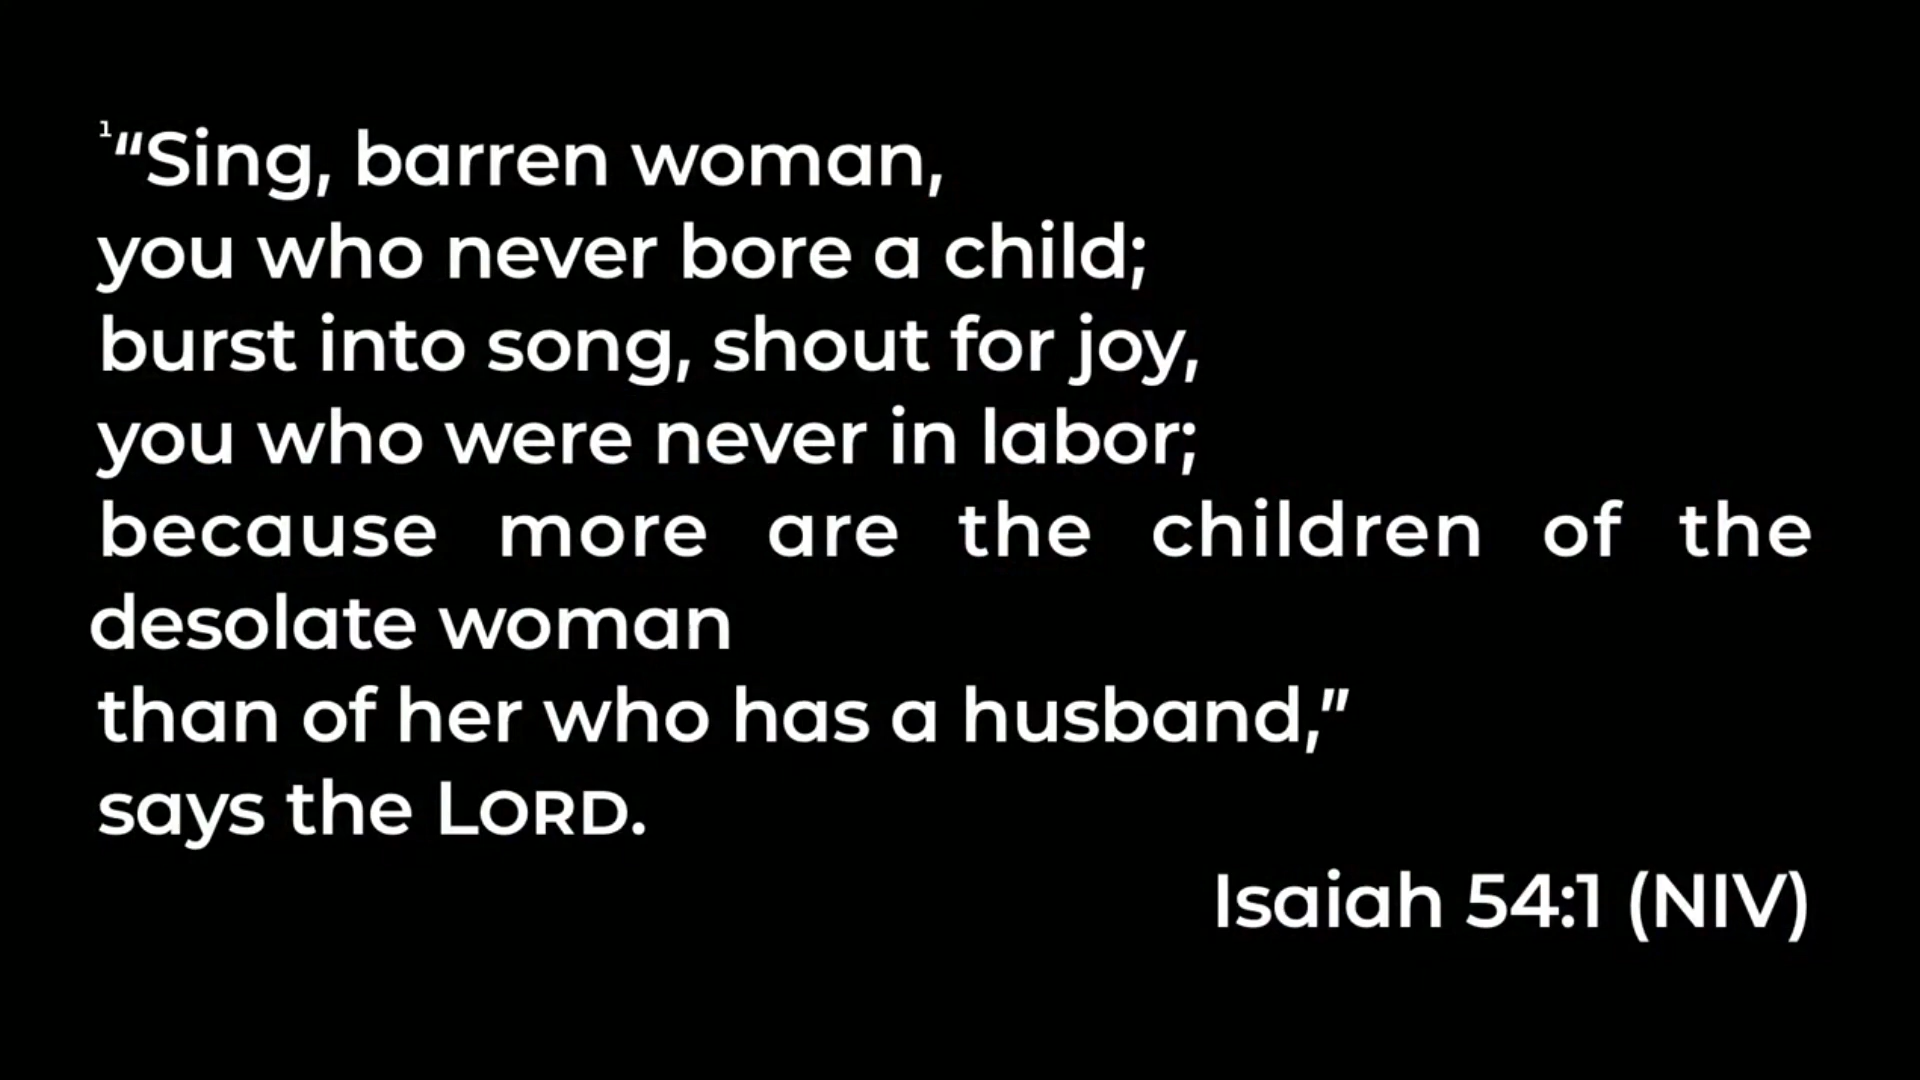 ¹“Sing, barren woman,
you who never bore a child;
burst into song, shout for joy,
you who were never in labor;
because more are the children of the
desolate woman
than of her who has a husband,”
says the LORD.
Isaiah 54:1 (NIV)